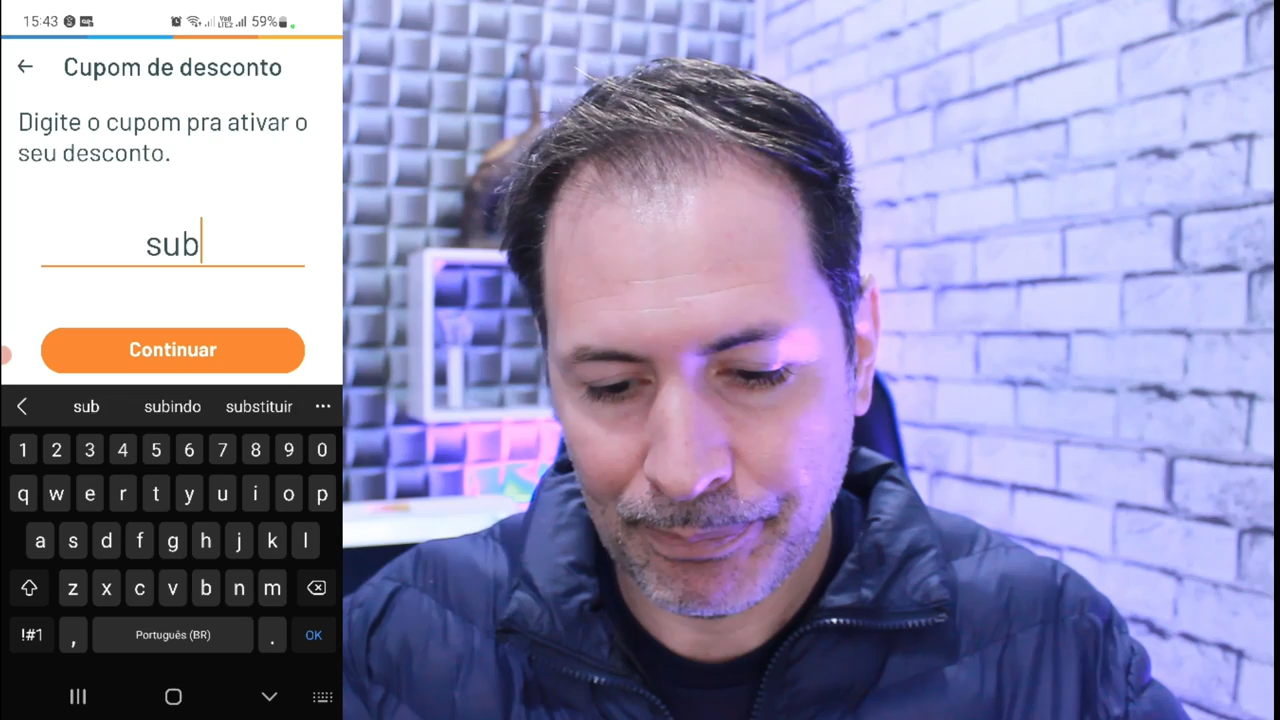 15:43 59%
Cupom de desconto
Digite o cupom pra ativar o
seu desconto.
sub
Continuar
sub subindo substituir
1 2 3 4 5 6 7 8 9 0
q w e r t y u i o p
a s d f g h j k l
z x c v b n m
!#1 , Português (BR) . OK